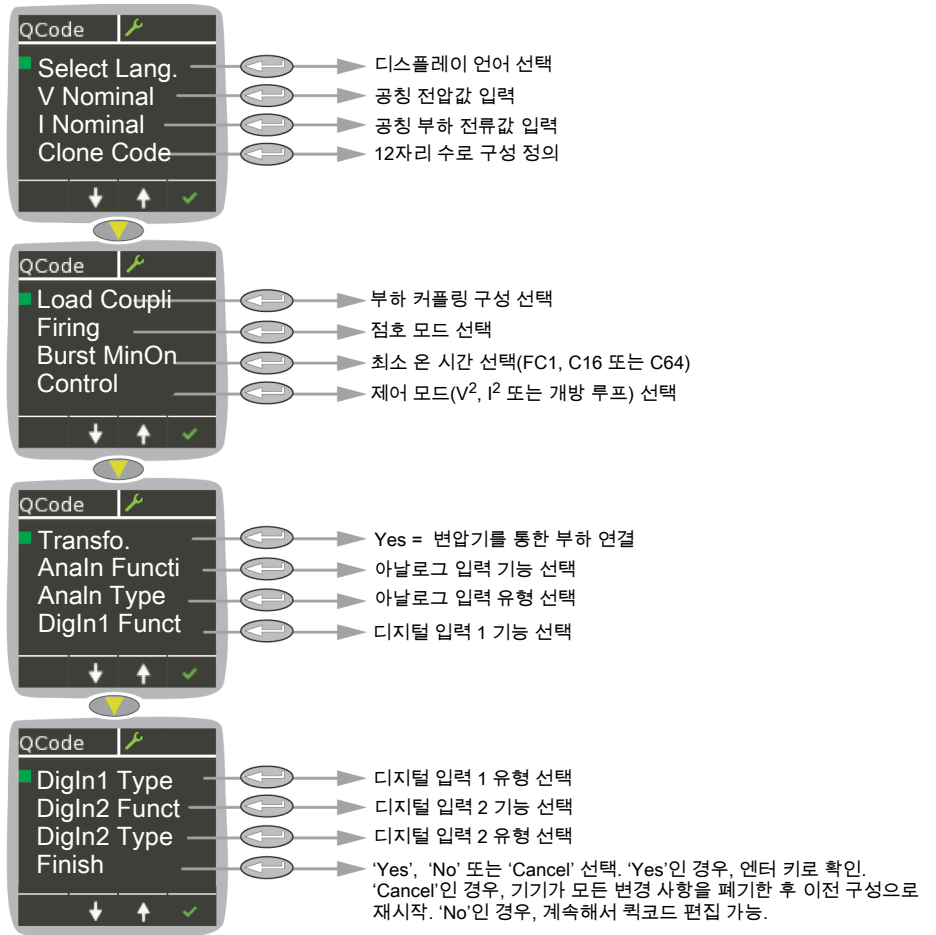 QCode
Select Lang.
디스플레이 언어 선택
V Nominal
공칭 전압값 입력
I Nominal
공칭 부하 전류값 입력
Clone Code
12자리 수로 구성 정의
QCode
Load Coupli
부하 커플링 구성 선택
Firing
점호 모드 선택
Burst MinOn
최소 온 시간 선택(FC1, C16 또는 C64)
Control
제어 모드(V², I² 또는 개방 루프) 선택
QCode
Transfo.
Yes = 변압기를 통한 부하 연결
AnaIn Functi
아날로그 입력 기능 선택
AnaIn Type
아날로그 입력 유형 선택
DigIn1 Funct
디지털 입력 1 기능 선택
QCode
DigIn1 Type
디지털 입력 1 유형 선택
DigIn2 Funct
디지털 입력 2 기능 선택
DigIn2 Type
디지털 입력 2 유형 선택
Finish
‘Yes’, ‘No’ 또는 ‘Cancel’ 선택. ‘Yes’인 경우, 엔터 키로 확인.
‘Cancel’인 경우, 기기가 모든 변경 사항을 폐기한 후 이전 구성으로
재시작. ‘No’인 경우, 계속해서 퀵코드 편집 가능.